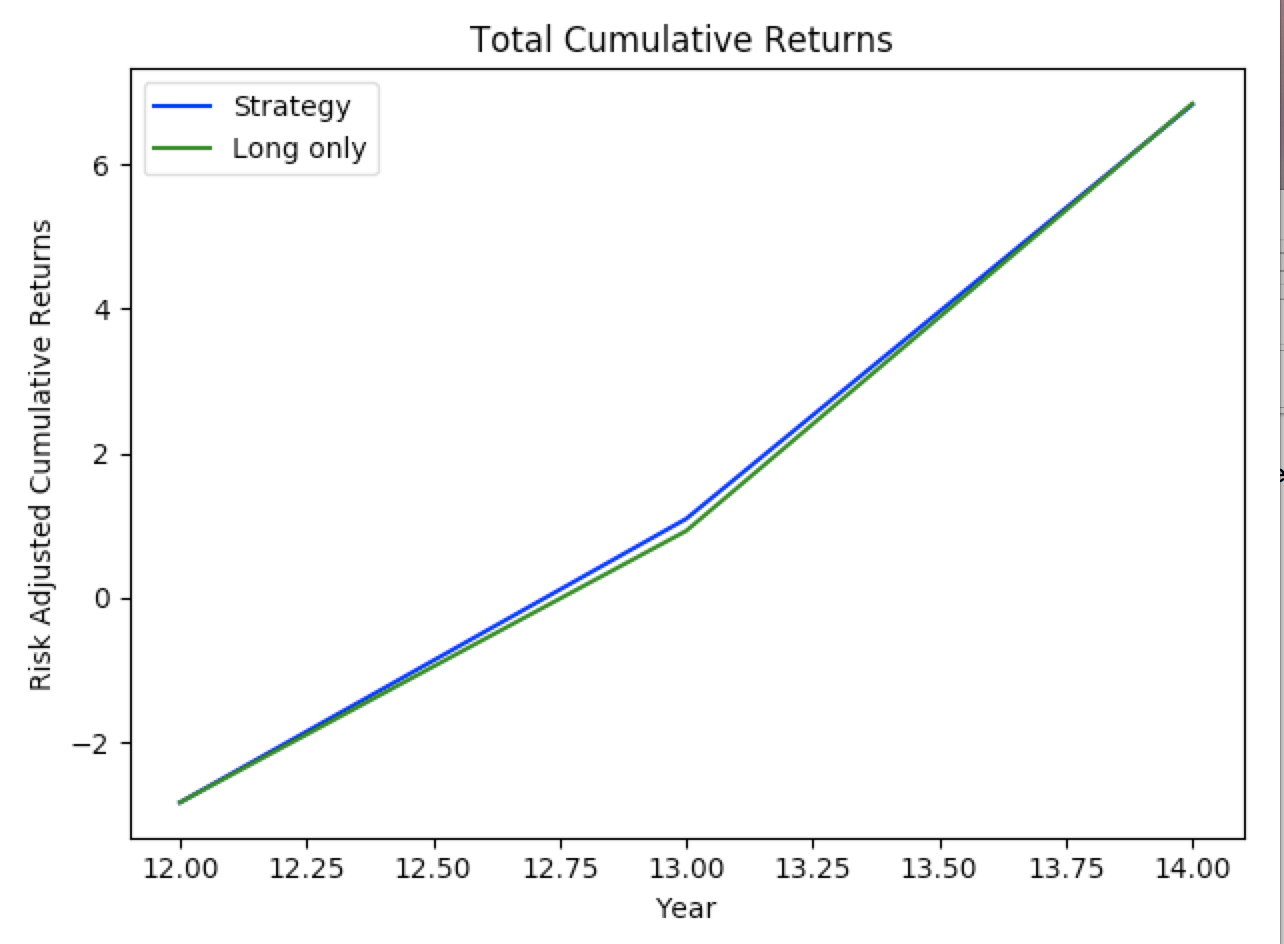 Total Cumulative Returns
Strategy
Long only
Risk Adjusted Cumulative Returns
6
4
2
0
−2
12.00 12.25 12.50 12.75 13.00 13.25 13.50 13.75 14.00
Year